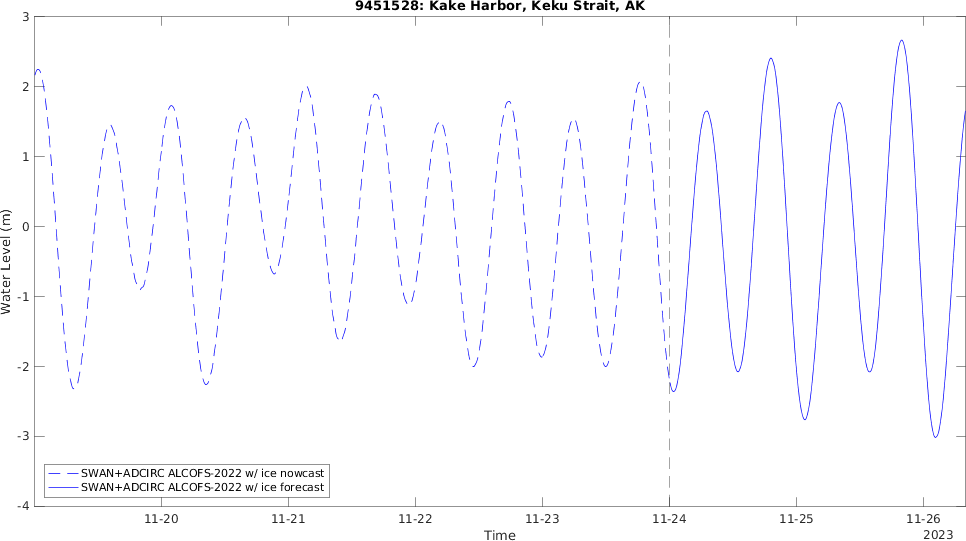 9451528: Kake Harbor, Keku Strait, AK
3
2
1
0
-1
-2
-3
-4
Water Level (m)
SWAN+ADCIRC ALCOFS-2022 w/ ice nowcast
SWAN+ADCIRC ALCOFS-2022 w/ ice forecast
11-20 11-21 11-22 11-23 11-24 11-25 11-26
Time
2023